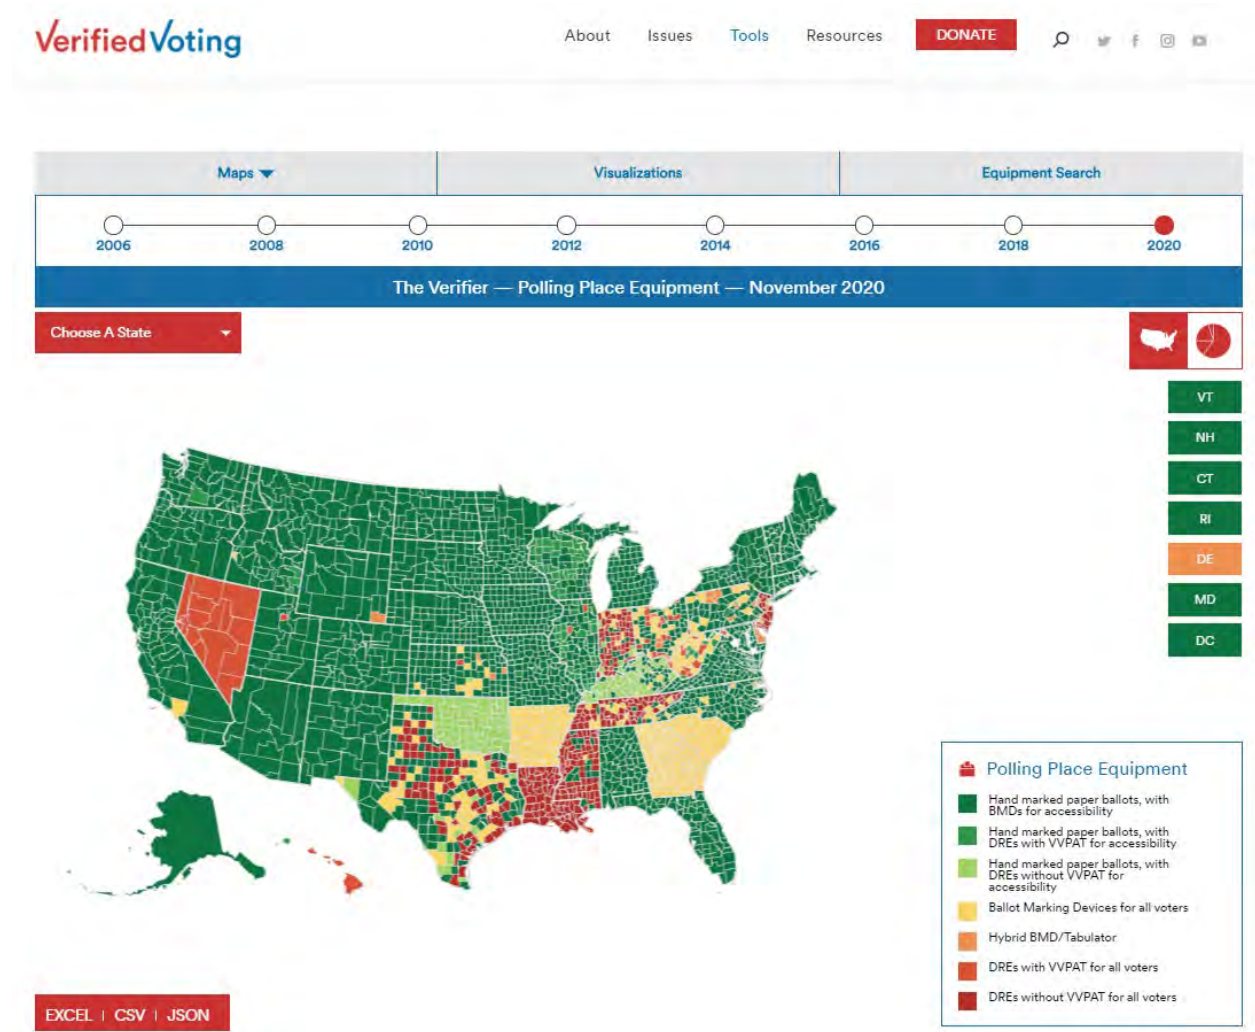 VerifiedVoting
About Issues Tools Resources DONATE
Maps Visualizations Equipment Search
2006 2008 2010 2012 2014 2016 2018 2020
The Verifier — Polling Place Equipment — November 2020
Choose A State
VT
NH
CT
RI
DE
MD
DC
Polling Place Equipment
Hand marked paper ballots, with
BMDs for accessibility
Hand marked paper ballots, with
DREs with VVPAT for accessibility
Hand marked paper ballots, with
DREs without VVPAT for
accessibility
Ballot Marking Devices for all voters
Hybrid BMD/Tabulator
DREs with VVPAT for all voters
DREs without VVPAT for all voters
EXCEL | CSV | JSON